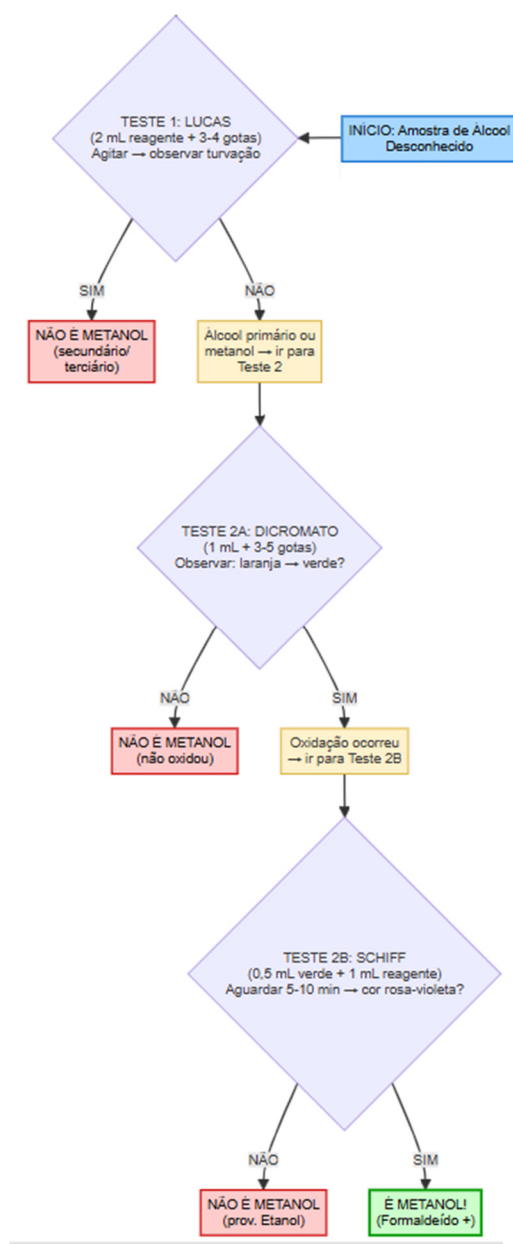 TESTE 1: LUCAS
(2 mL reagente + 3-4 gotas)
Agitar → observar turvação
INÍCIO: Amostra de Álcool
Desconhecido
SIM
NÃO
NÃO É METANOL
(secundário/
terciário)
Álcool primário ou
metanol → ir para
Teste 2
TESTE 2A: DICROMATO
(1 mL + 3-5 gotas)
Observar: laranja → verde?
NÃO
SIM
NÃO É METANOL
(não oxidou)
Oxidação ocorreu
→ ir para Teste 2B
TESTE 2B: SCHIFF
(0,5 mL verde + 1 mL reagente)
Aguardar 5-10 min → cor rosa-violeta?
NÃO
SIM
NÃO É METANOL
(prov. Etanol)
É METANOL!
(Formaldeído +)